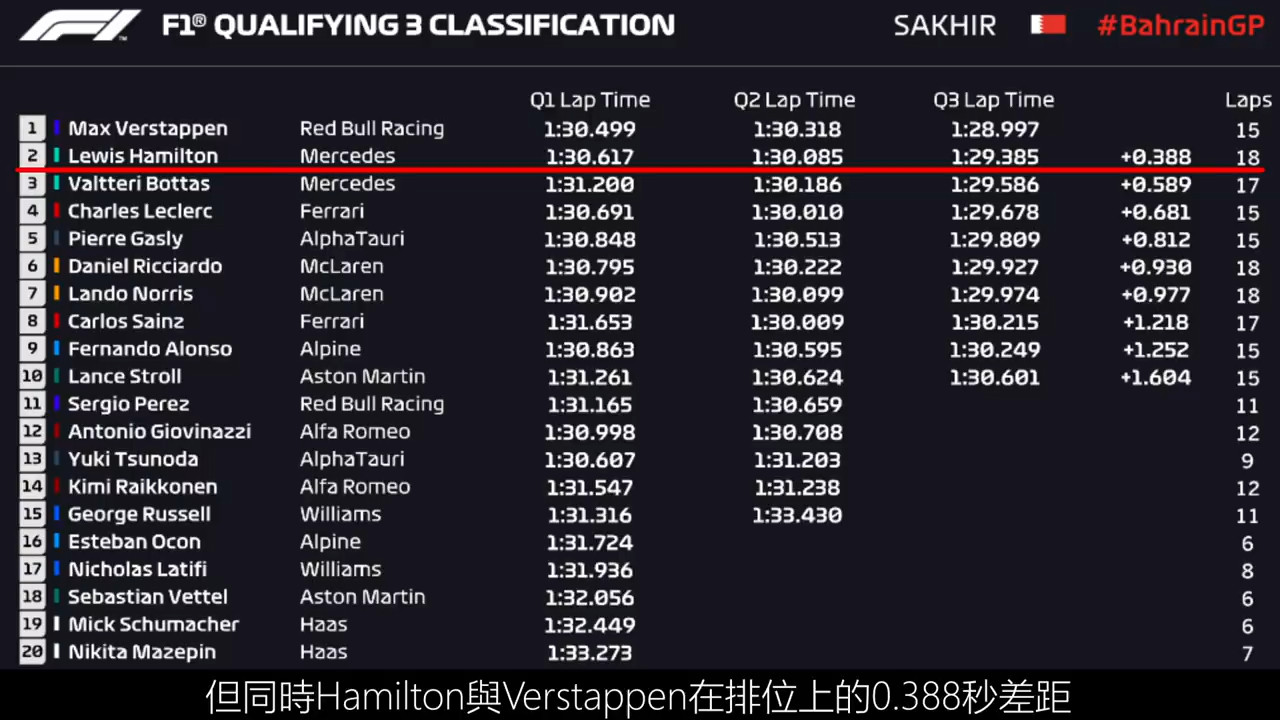 F1® QUALIFYING 3 CLASSIFICATION SAKHIR #BahrainGP
Q1 Lap Time Q2 Lap Time Q3 Lap Time Laps
1 Max Verstappen Red Bull Racing 1:30.499 1:30.318 1:28.997 15
2 Lewis Hamilton Mercedes 1:30.617 1:30.085 1:29.385 +0.388 18
3 Valtteri Bottas Mercedes 1:31.200 1:30.186 1:29.586 +0.589 17
4 Charles Leclerc Ferrari 1:30.691 1:30.010 1:29.678 +0.681 15
5 Pierre Gasly AlphaTauri 1:30.848 1:30.513 1:29.809 +0.812 15
6 Daniel Ricciardo McLaren 1:30.795 1:30.222 1:29.927 +0.930 18
7 Lando Norris McLaren 1:30.902 1:30.099 1:29.974 +0.977 18
8 Carlos Sainz Ferrari 1:31.653 1:30.009 1:30.215 +1.218 17
9 Fernando Alonso Alpine 1:30.863 1:30.595 1:30.249 +1.252 15
10 Lance Stroll Aston Martin 1:31.261 1:30.624 1:30.601 +1.604 15
11 Sergio Perez Red Bull Racing 1:31.165 1:30.659 11
12 Antonio Giovinazzi Alfa Romeo 1:30.998 1:30.708 12
13 Yuki Tsunoda AlphaTauri 1:30.607 1:31.203 9
14 Kimi Raikkonen Alfa Romeo 1:31.547 1:31.238 12
15 George Russell Williams 1:31.316 1:33.430 11
16 Esteban Ocon Alpine 1:31.724 6
17 Nicholas Latifi Williams 1:31.936 8
18 Sebastian Vettel Aston Martin 1:32.056 6
19 Mick Schumacher Haas 1:32.449 6
20 Nikita Mazepin Haas 1:33.273 7
但同時Hamilton與Verstappen在排位上的0.388秒差距